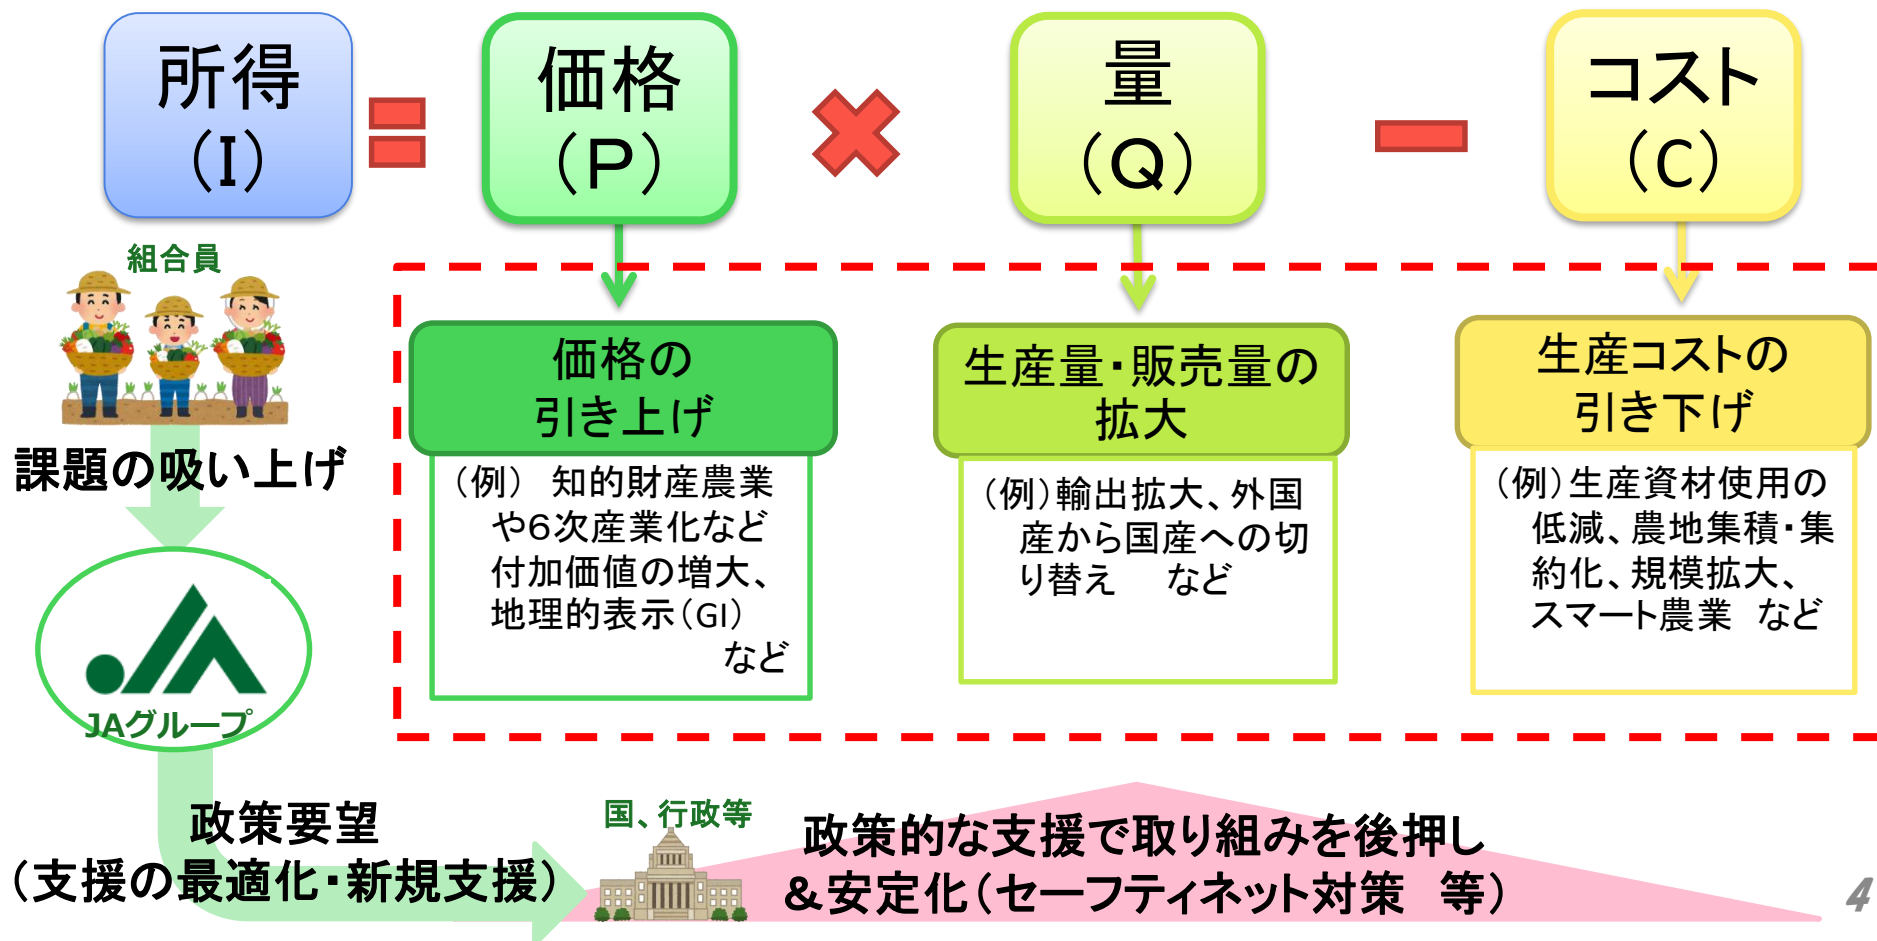 所得
（I）
価格
（P）
量
（Q）
コスト
（C）
組合員
課題の吸い上げ
JAグループ
価格の
引き上げ
（例）　知的財産農業
や６次産業化など
付加価値の増大、
地理的表示（GI）
など
生産量・販売量の
拡大
（例）輸出拡大、外国
産から国産への切
り替え　など
生産コストの
引き下げ
（例）生産資材使用の
低減、農地集積・集
約化、規模拡大、
スマート農業　など
政策要望
（支援の最適化・新規支援）
国、行政等
政策的な支援で取り組みを後押し
＆安定化（セーフティネット対策　等）
4